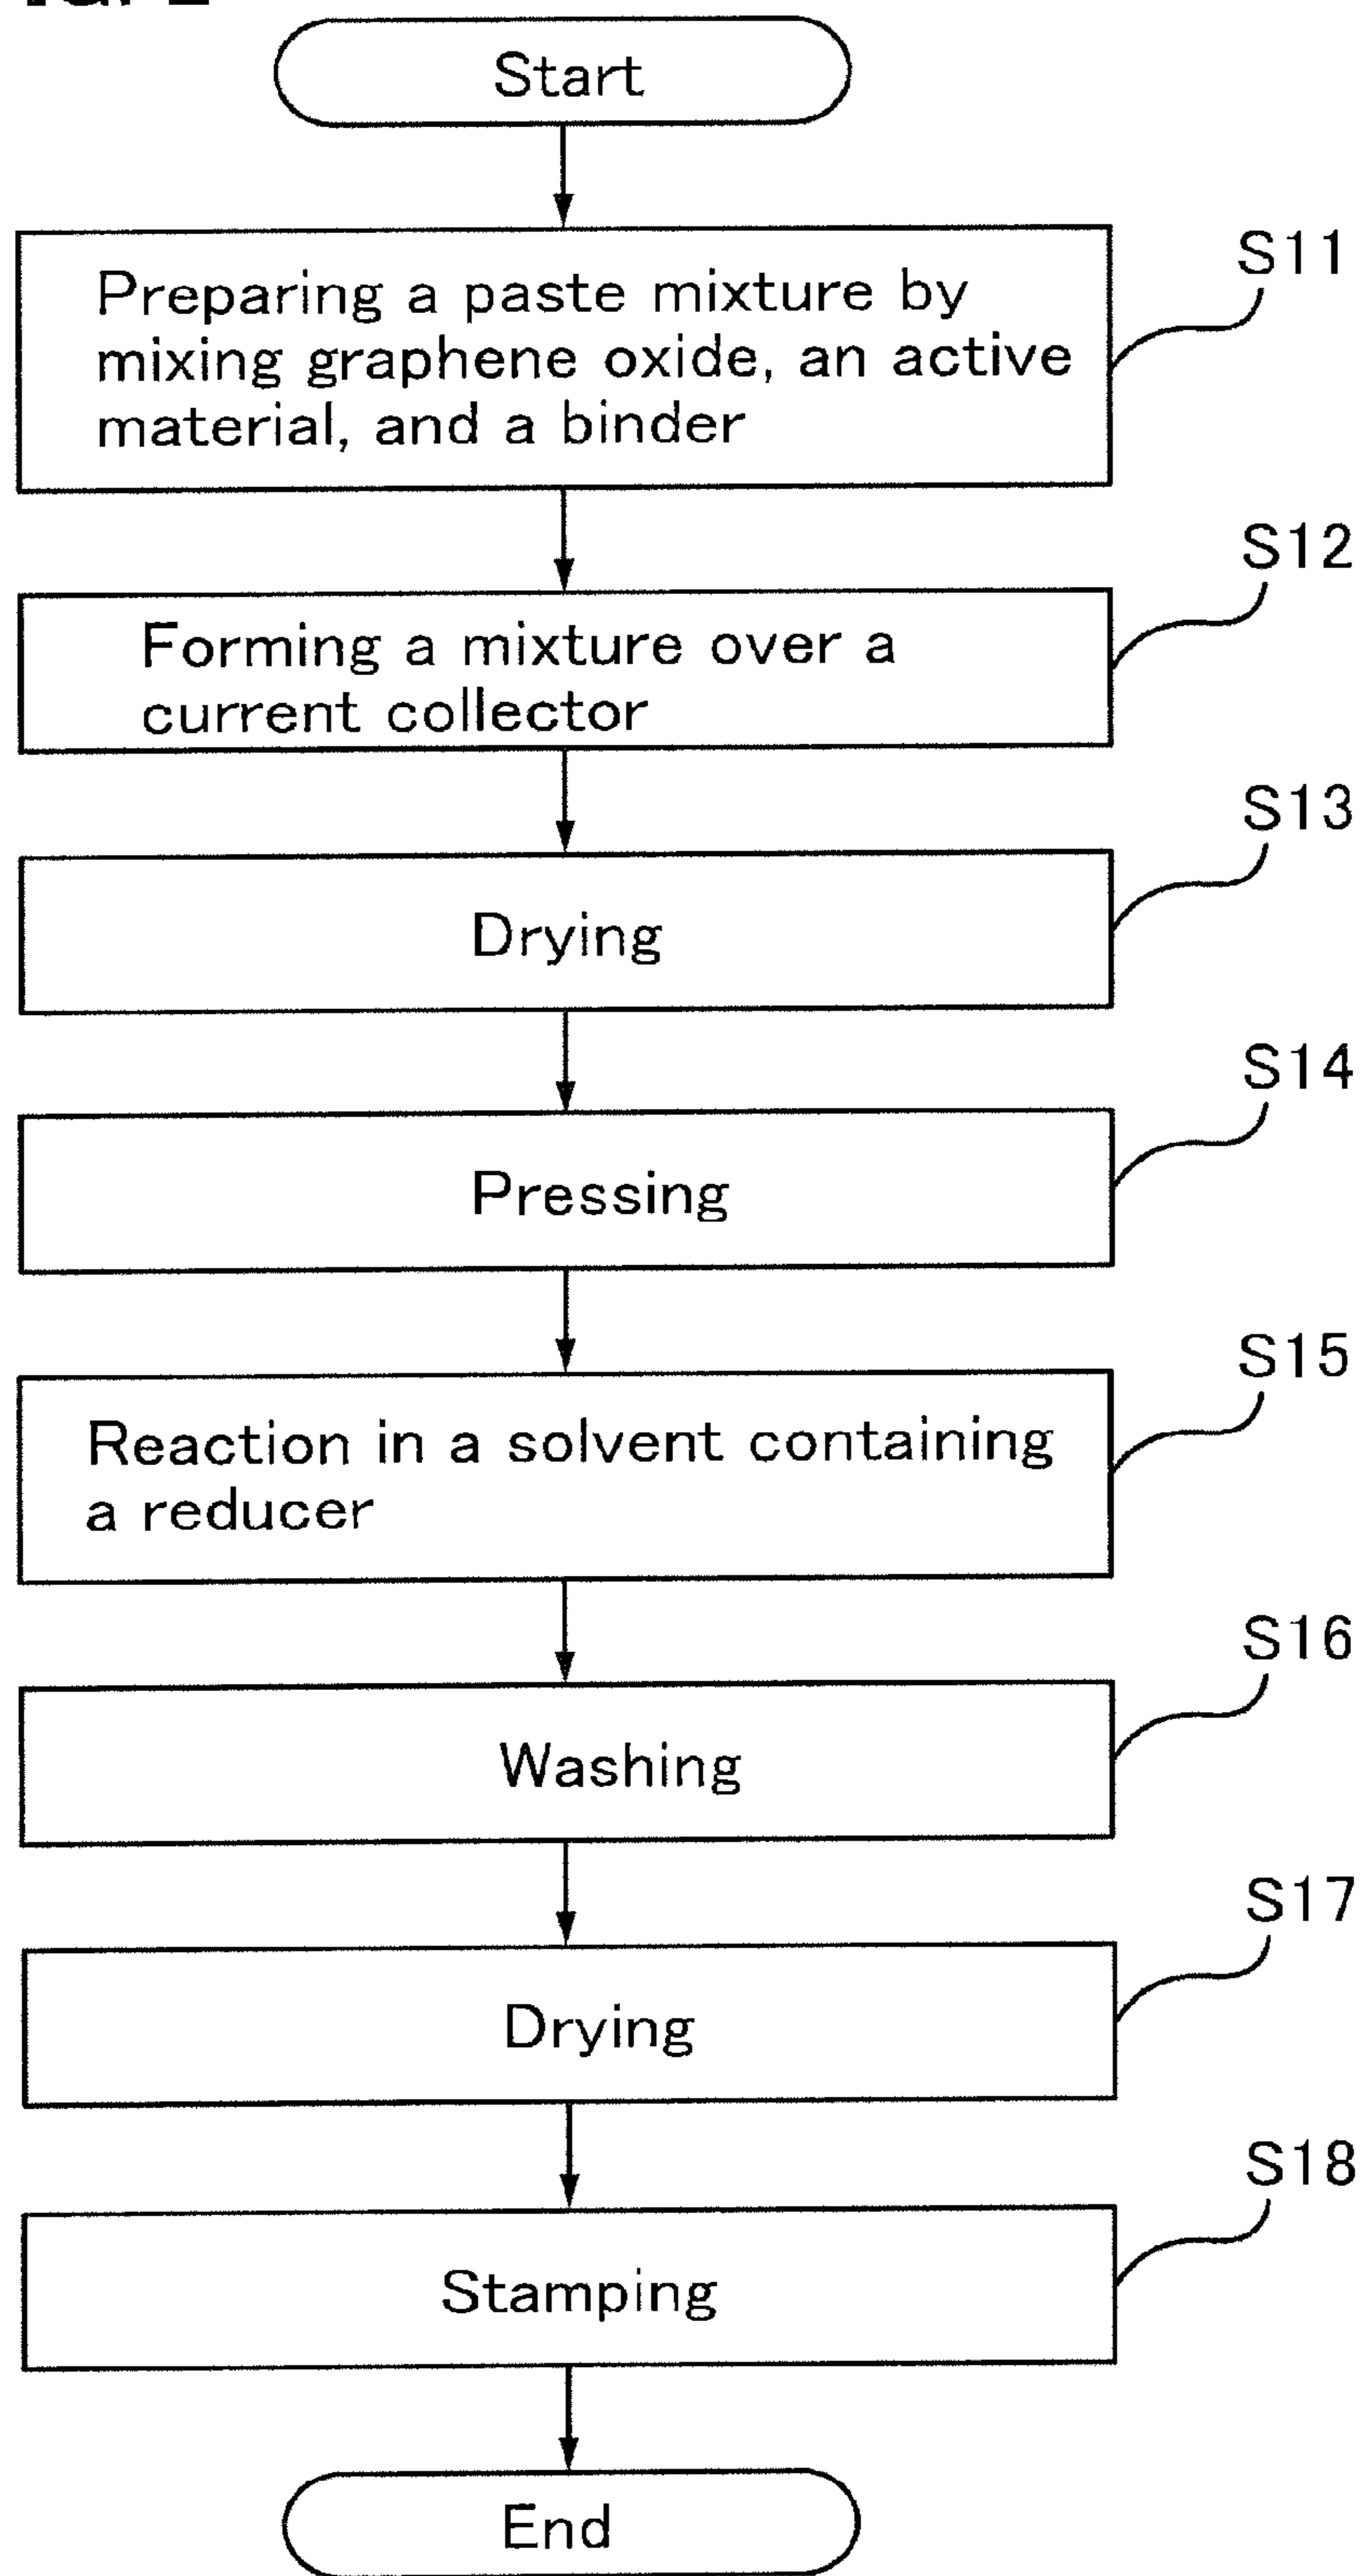 Start
Preparing a paste mixture by
mixing graphene oxide, an active
material, and a binder
S11
Forming a mixture over a
current collector
S12
Drying
S13
Pressing
S14
Reaction in a solvent containing
a reducer
S15
Washing
S16
Drying
S17
Stamping
S18
End